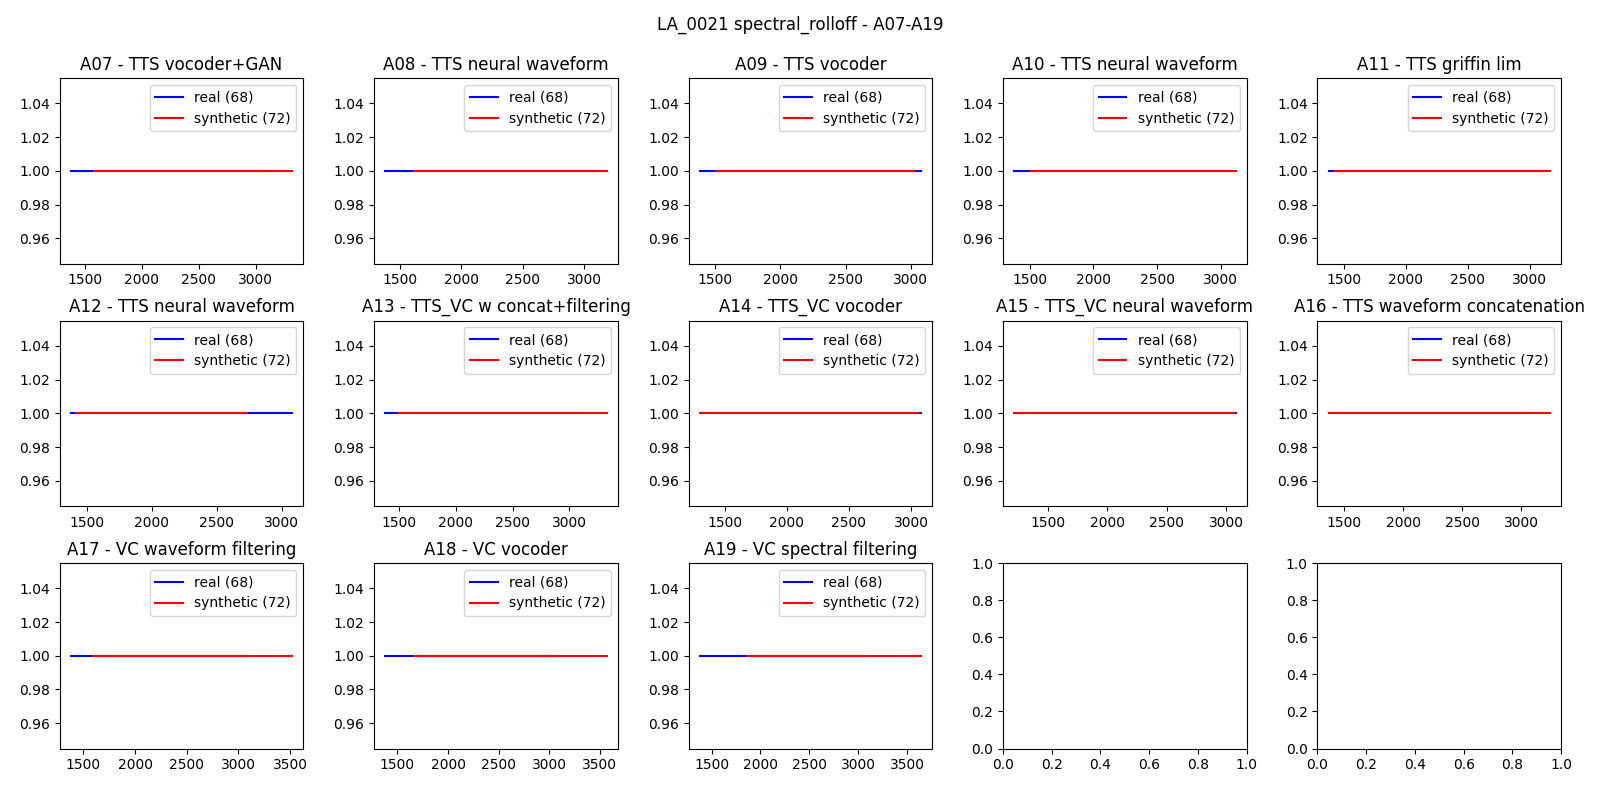 LA_0021 spectral_rolloff - A07-A19
A07 - TTS vocoder+GAN
real (68)
synthetic (72)
1.04
1.02
1.00
0.98
0.96
1500 2000 2500 3000
A08 - TTS neural waveform
real (68)
synthetic (72)
1.04
1.02
1.00
0.98
0.96
1500 2000 2500 3000
A09 - TTS vocoder
real (68)
synthetic (72)
1.04
1.02
1.00
0.98
0.96
1500 2000 2500 3000
A10 - TTS neural waveform
real (68)
synthetic (72)
1.04
1.02
1.00
0.98
0.96
1500 2000 2500 3000
A11 - TTS griffin lim
real (68)
synthetic (72)
1.04
1.02
1.00
0.98
0.96
1500 2000 2500 3000
A12 - TTS neural waveform
real (68)
synthetic (72)
1.04
1.02
1.00
0.98
0.96
1500 2000 2500 3000
A13 - TTS_VC w concat+filtering
real (68)
synthetic (72)
1.04
1.02
1.00
0.98
0.96
1500 2000 2500 3000
A14 - TTS_VC vocoder
real (68)
synthetic (72)
1.04
1.02
1.00
0.98
0.96
1500 2000 2500 3000
A15 - TTS_VC neural waveform
real (68)
synthetic (72)
1.04
1.02
1.00
0.98
0.96
1500 2000 2500 3000
A16 - TTS waveform concatenation
real (68)
synthetic (72)
1.04
1.02
1.00
0.98
0.96
1500 2000 2500 3000
A17 - VC waveform filtering
real (68)
synthetic (72)
1.04
1.02
1.00
0.98
0.96
1500 2000 2500 3000 3500
A18 - VC vocoder
real (68)
synthetic (72)
1.04
1.02
1.00
0.98
0.96
1500 2000 2500 3000 3500
A19 - VC spectral filtering
real (68)
synthetic (72)
1.04
1.02
1.00
0.98
0.96
1500 2000 2500 3000 3500
1.0
0.8
0.6
0.4
0.2
0.0
0.0 0.2 0.4 0.6 0.8 1.0
1.0
0.8
0.6
0.4
0.2
0.0
0.0 0.2 0.4 0.6 0.8 1.0